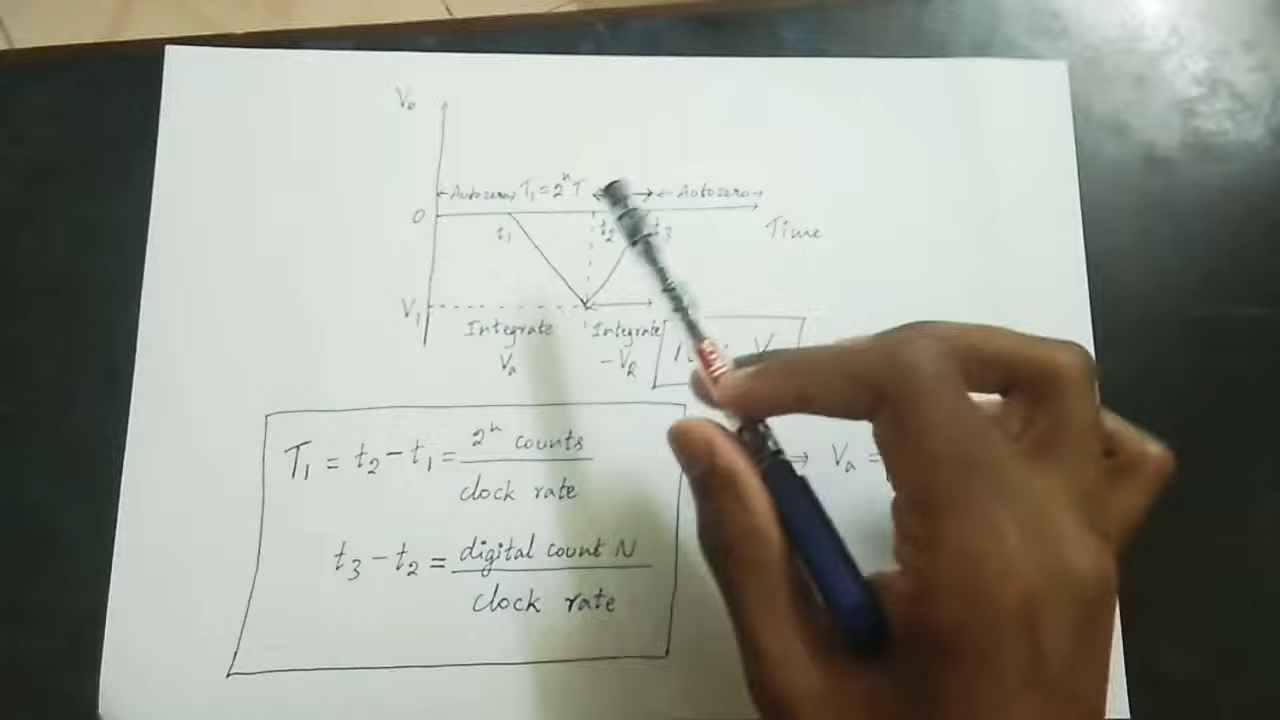 V₀
Autozero T₁ = 2ⁿT Autozero
0
t₁ t₂ t₃ Time
V₁
Integrate Integrate
Vₐ -V_R
T₁ = t₂ - t₁ = 2ⁿ counts / clock rate
→ Vₐ =
t₃ - t₂ = digital count N / clock rate